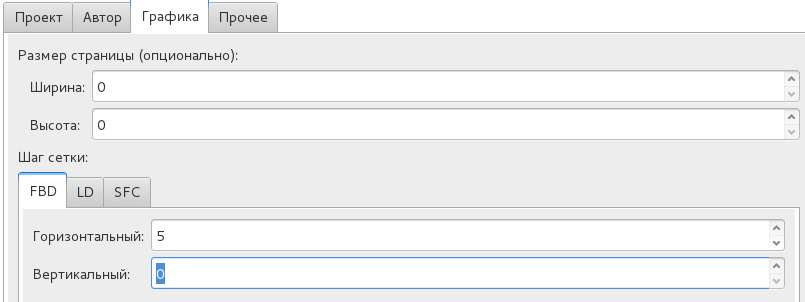 Проект Автор Графика Прочее
Размер страницы (опционально):
Ширина: 0
Высота: 0
Шаг сетки:
FBD LD SFC
Горизонтальный: 5
Вертикальный: 0